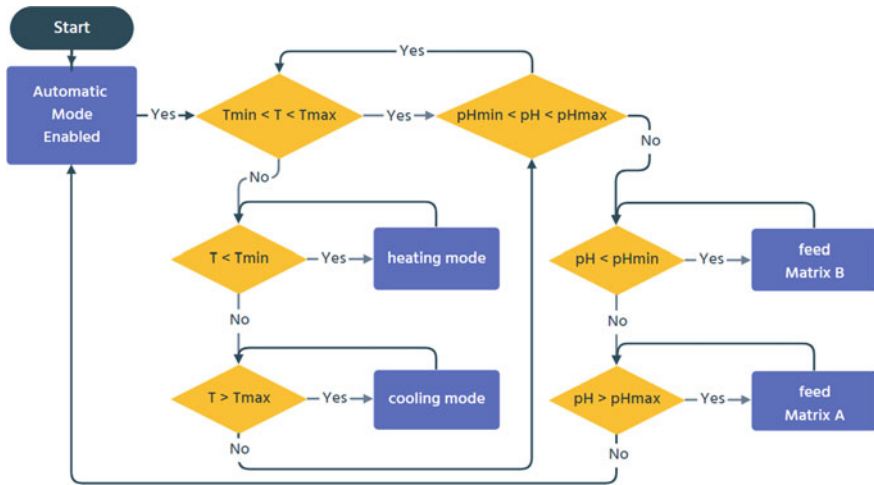 Start
Yes
Automatic
Mode
Enabled
Yes
Tmin < T < Tmax
Yes
pHmin < pH < pHmax
No
No
T < Tmin
Yes
heating mode
pH < pHmin
Yes
feed
Matrix B
No
No
T > Tmax
Yes
cooling mode
pH > pHmax
Yes
feed
Matrix A
No
No